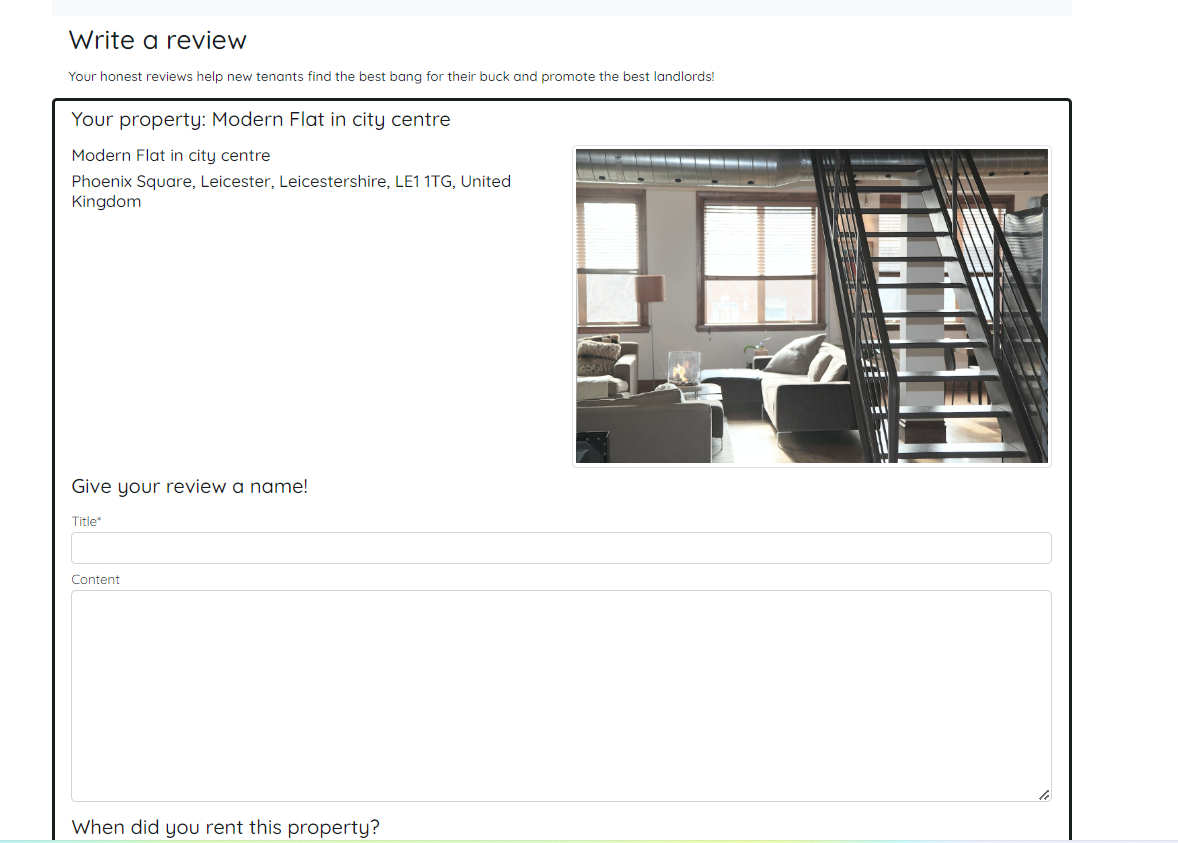 Write a review
Your honest reviews help new tenants find the best bang for their buck and promote the best landlords!
Your property: Modern Flat in city centre
Modern Flat in city centre
Phoenix Square, Leicester, Leicestershire, LE1 1TG, United
Kingdom
Give your review a name!
Title*
Content
When did you rent this property?